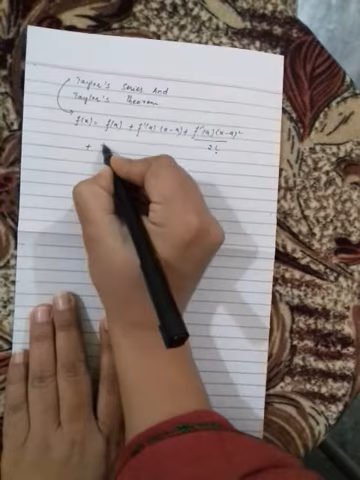 Taylor's Series And
Taylor's Theorem
f(x) = f(a) + f'(a) (x-a) + f''(a) (x-a)²
2!
+